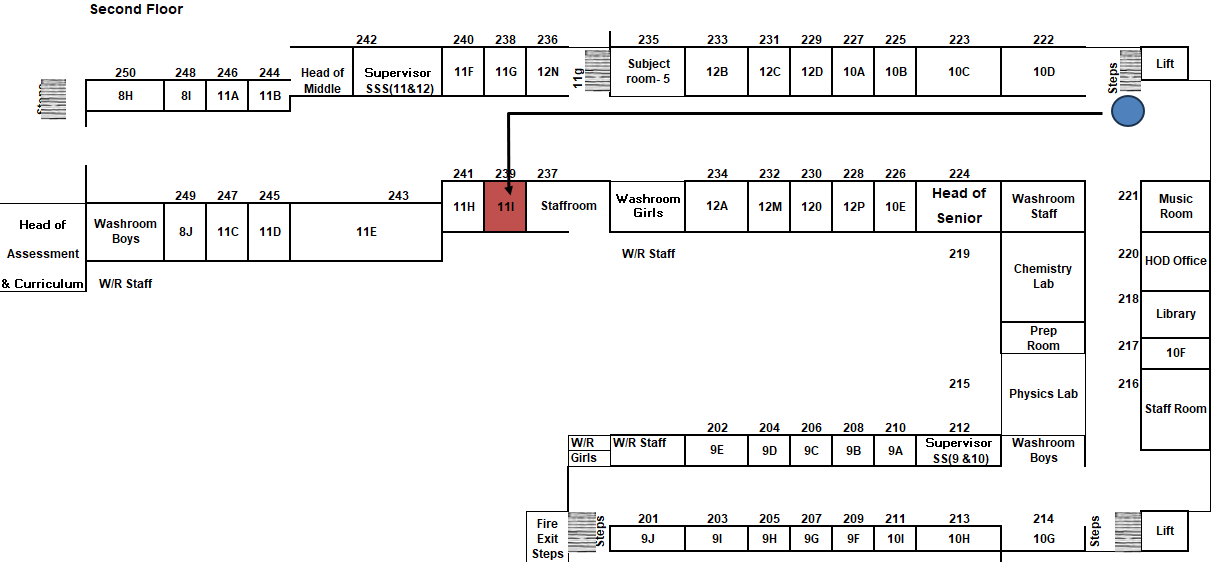 Second Floor
242 240 238 236 235 233 231 229 227 225 223 222
250 248 246 244
Head of
Middle
Supervisor
SSS(11&12)
11F 11G 12N
11g
Subject
room- 5
12B 12C 12D 10A 10B 10C 10D
Steps
Lift
8H 8I 11A 11B
Steps
241 239 237 234 232 230 228 226 224
249 247 245 243
11H 11I Staffroom
Washroom
Girls
12A 12M 120 12P 10E
Head of
Senior
Washroom
Staff
221
Music
Room
Head of
Assessment
& Curriculum
Washroom
Boys
8J 11C 11D 11E
W/R Staff
W/R Staff
219
Chemistry
Lab
220
HOD Office
218
Library
Prep
Room
217
10F
215
Physics Lab
216
Staff Room
202 204 206 208 210 212
W/R
Girls
W/R Staff
9E 9D 9C 9B 9A
Supervisor
SS(9 &10)
Washroom
Boys
201 203 205 207 209 211 213 214
Fire
Exit
Steps
Steps
9J 9I 9H 9G 9F 10I 10H 10G
Steps
Lift